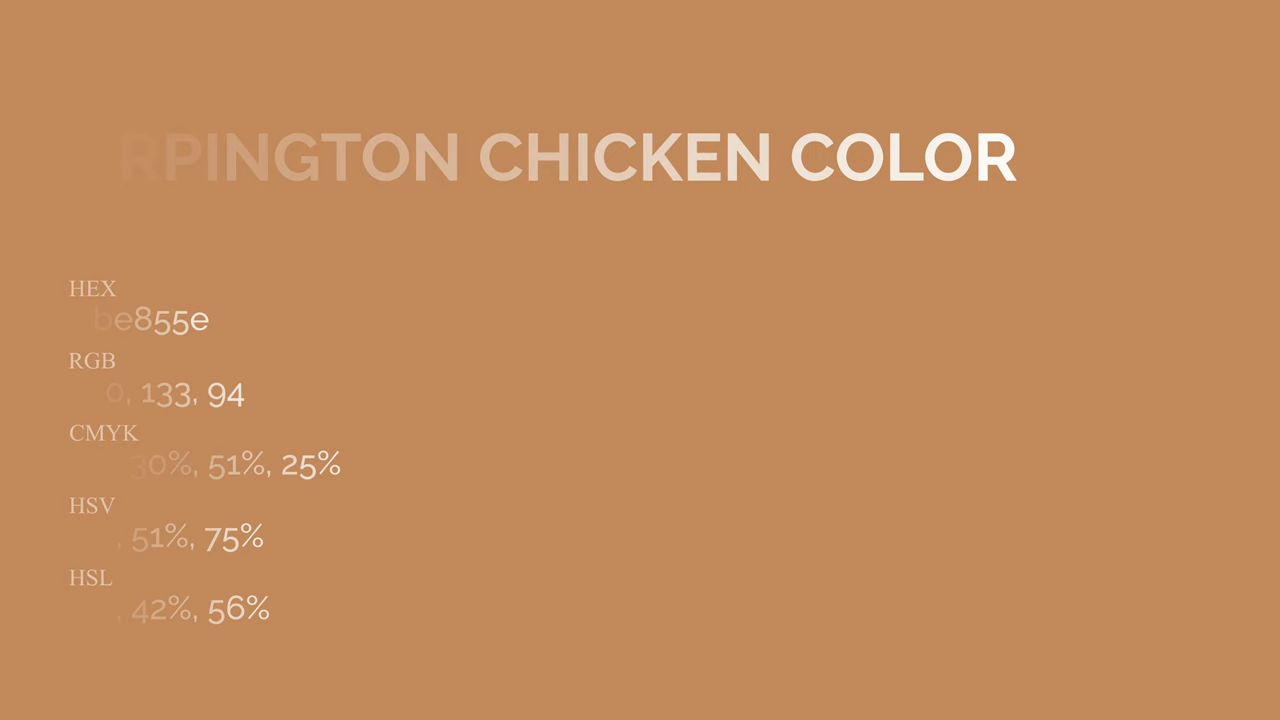 RPINGTON CHICKEN COLOR
HEX
be855e
RGB
0, 133, 94
CMYK
30%, 51%, 25%
HSV
, 51%, 75%
HSL
, 42%, 56%